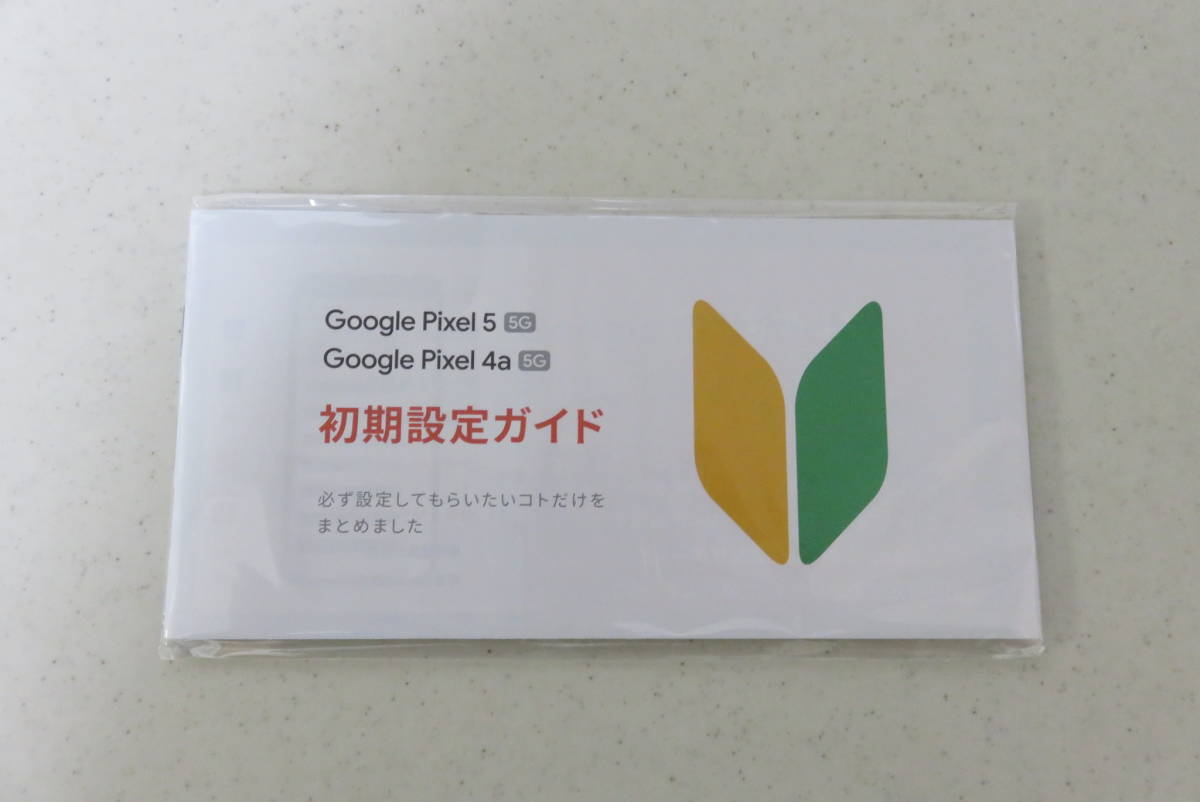 Google Pixel 5 5G
Google Pixel 4a 5G
初期設定ガイド
必ず設定してもらいたいコトだけを
まとめました